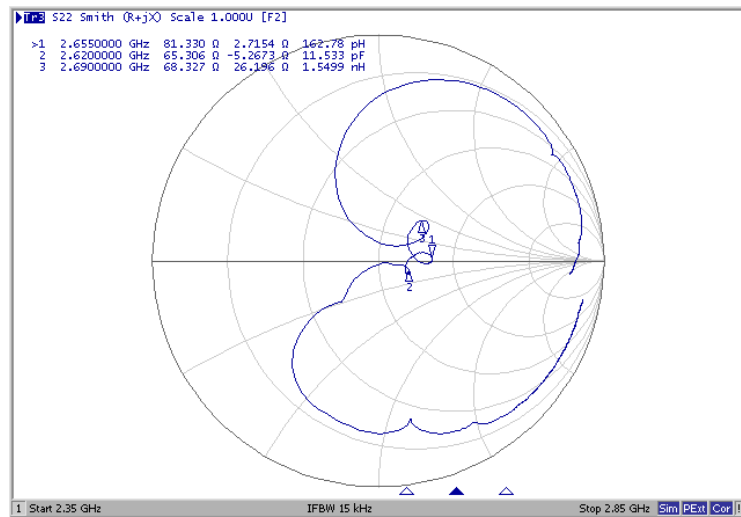 Tr3 S22 Smith (R+jX) Scale 1.000U [F2]
>1 2.6550000 GHz 81.330 Ω 2.7154 Ω 162.78 pH
2 2.6200000 GHz 65.306 Ω -5.2673 Ω 11.533 pF
3 2.6900000 GHz 68.327 Ω 26.196 Ω 1.5499 nH
3 1
2
1 Start 2.35 GHz IFBW 15 kHz Stop 2.85 GHz Sim PExt Cor !